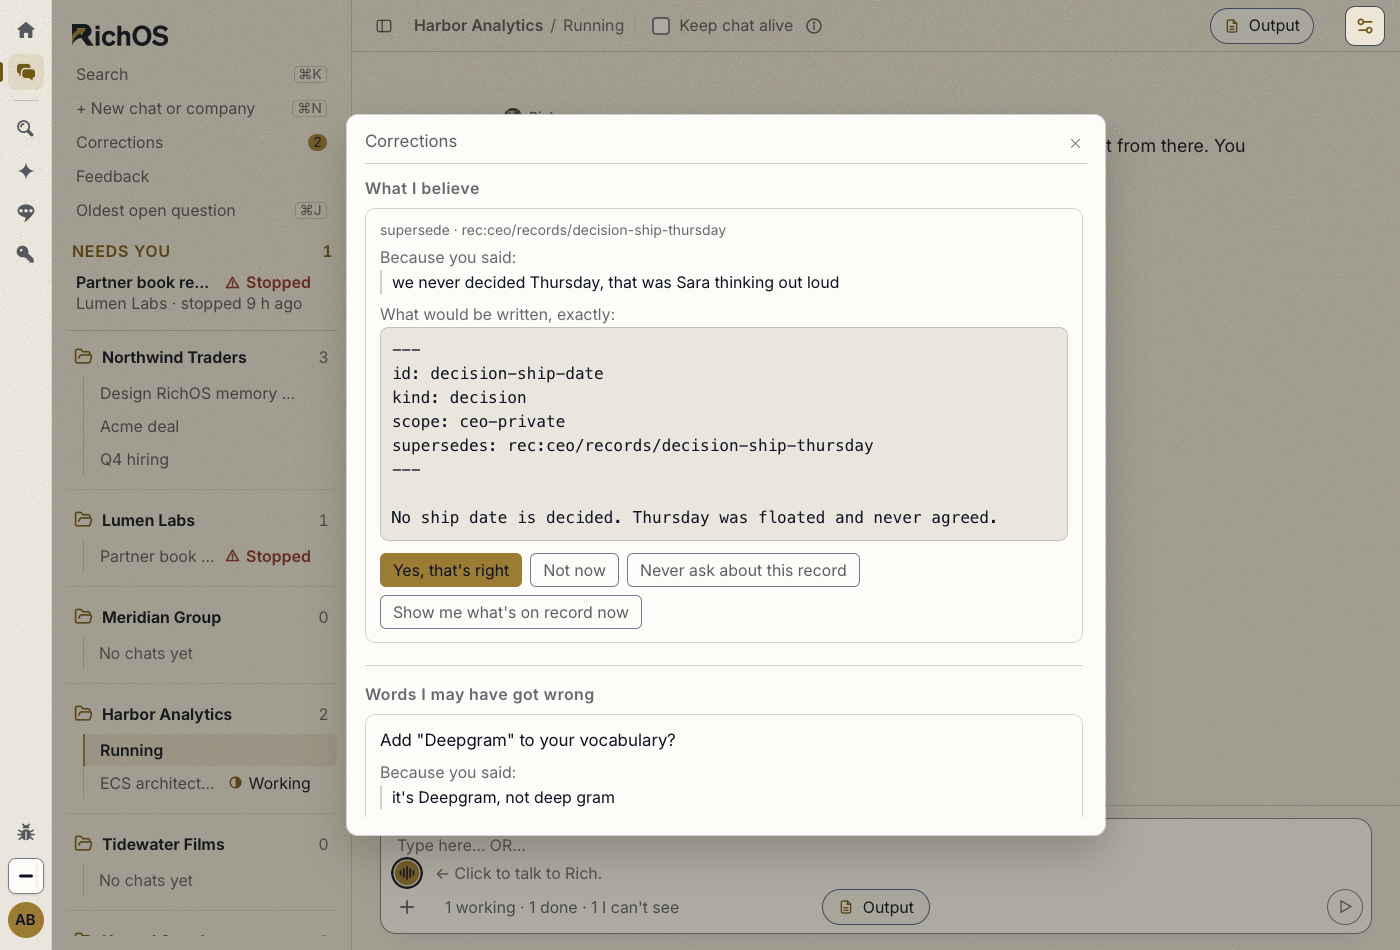 RichOS
Search ⌘K
+ New chat or company ⌘N
Corrections 2
Feedback
Oldest open question ⌘J
NEEDS YOU 1
Partner book re... Stopped
Lumen Labs · stopped 9 h ago
Northwind Traders 3
Design RichOS memory ...
Acme deal
Q4 hiring
Lumen Labs 1
Partner book ... Stopped
Meridian Group 0
No chats yet
Harbor Analytics 2
Running
ECS architect... Working
Tidewater Films 0
No chats yet
AB
Harbor Analytics / Running
Keep chat alive
Output
t from there. You
Corrections
What I believe
supersede · rec:ceo/records/decision-ship-thursday
Because you said:
we never decided Thursday, that was Sara thinking out loud
What would be written, exactly:
---
id: decision-ship-date
kind: decision
scope: ceo-private
supersedes: rec:ceo/records/decision-ship-thursday
---
No ship date is decided. Thursday was floated and never agreed.
Yes, that's right
Not now
Never ask about this record
Show me what's on record now
Words I may have got wrong
Add "Deepgram" to your vocabulary?
Because you said:
it's Deepgram, not deep gram
Type here... OR...
← Click to talk to Rich.
1 working · 1 done · 1 I can't see
Output